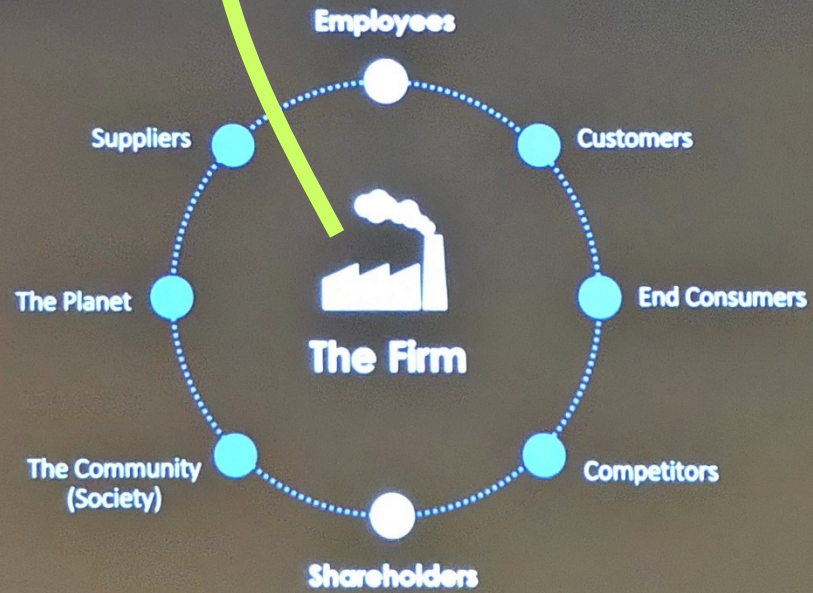 Employees
Suppliers
Customers
The Planet
End Consumers
The Firm
The Community
(Society)
Competitors
Shareholders